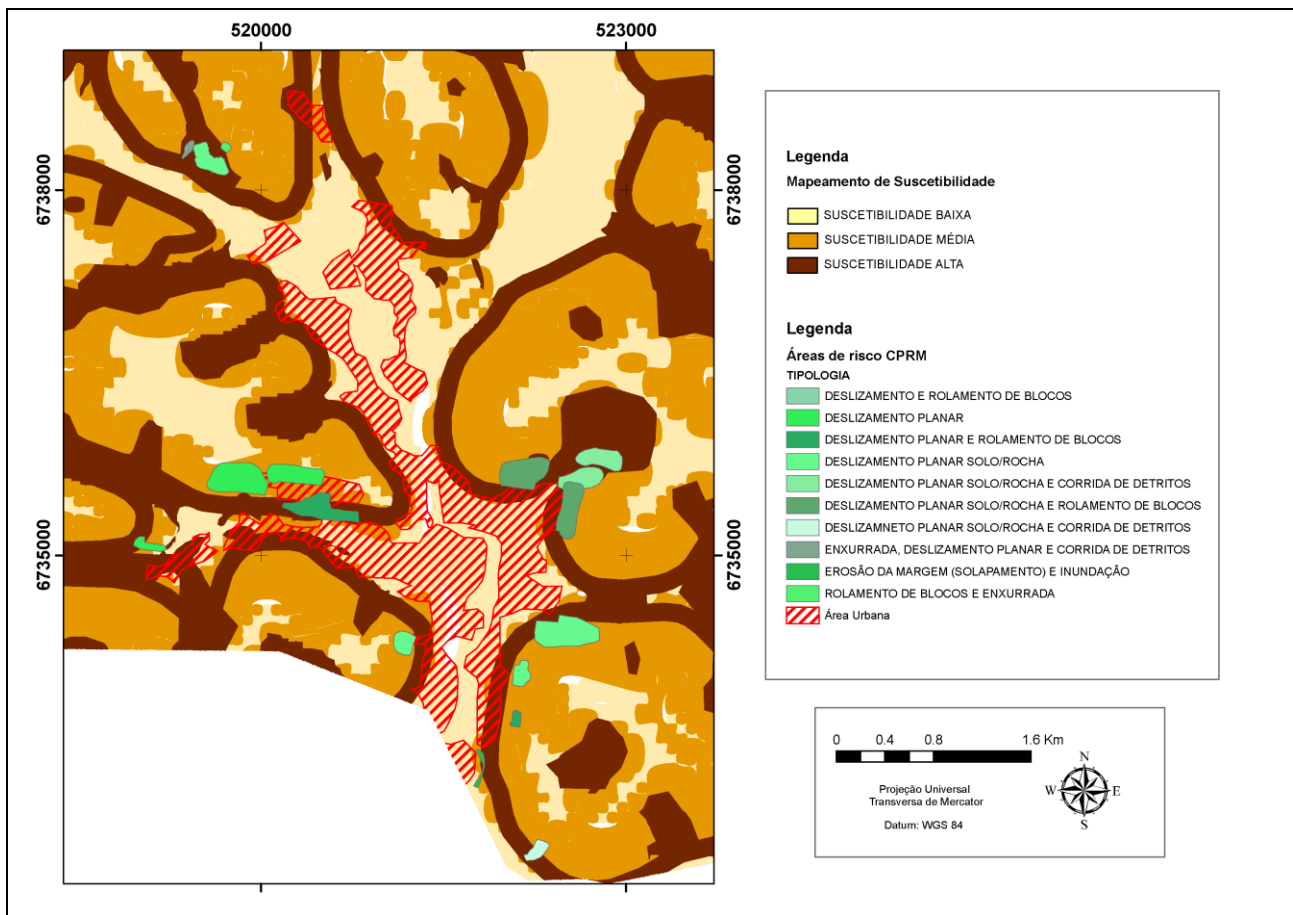 520000
523000
6738000
6738000
6735000
6735000
Legenda
Mapeamento de Suscetibilidade
SUSCETIBILIDADE BAIXA
SUSCETIBILIDADE MÉDIA
SUSCETIBILIDADE ALTA
Legenda
Áreas de risco CPRM
TIPOLOGIA
DESLIZAMENTO E ROLAMENTO DE BLOCOS
DESLIZAMENTO PLANAR
DESLIZAMENTO PLANAR E ROLAMENTO DE BLOCOS
DESLIZAMENTO PLANAR SOLO/ROCHA
DESLIZAMENTO PLANAR SOLO/ROCHA E CORRIDA DE DETRITOS
DESLIZAMENTO PLANAR SOLO/ROCHA E ROLAMENTO DE BLOCOS
DESLIZAMNETO PLANAR SOLO/ROCHA E CORRIDA DE DETRITOS
ENXURRADA, DESLIZAMENTO PLANAR E CORRIDA DE DETRITOS
EROSÃO DA MARGEM (SOLAPAMENTO) E INUNDAÇÃO
ROLAMENTO DE BLOCOS E ENXURRADA
Área Urbana
0 0.4 0.8 1.6 Km
Projeção Universal
Transversa de Mercator
Datum: WGS 84
N
W E
S